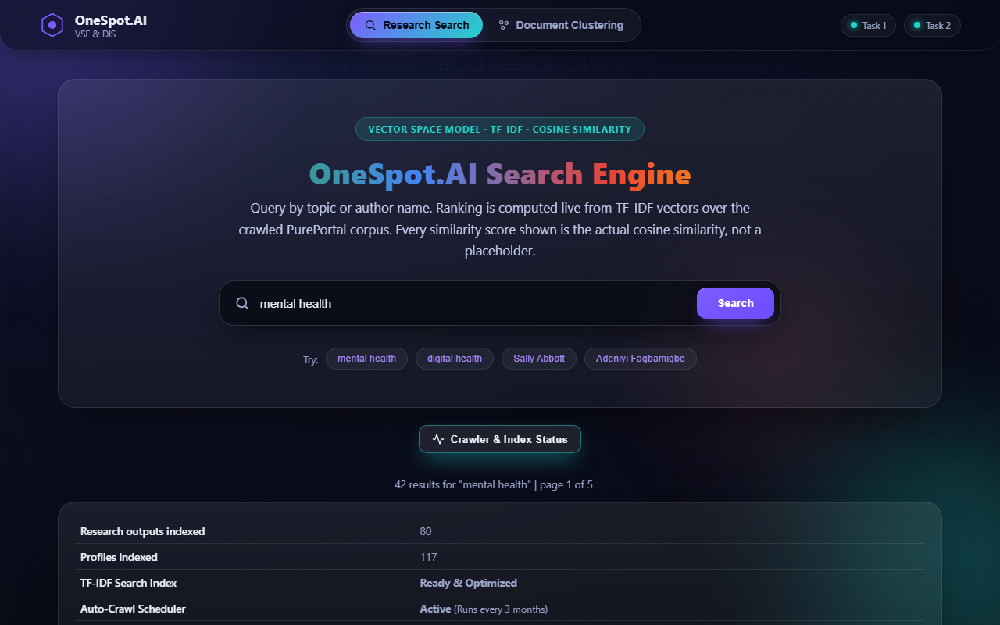 OneSpot.AI
VSE & DIS
Research Search
Document Clustering
Task 1
Task 2
VECTOR SPACE MODEL · TF-IDF · COSINE SIMILARITY
OneSpot.AI Search Engine
Query by topic or author name. Ranking is computed live from TF-IDF vectors over the
crawled PurePortal corpus. Every similarity score shown is the actual cosine similarity, not a
placeholder.
mental health
Search
Try:
mental health
digital health
Sally Abbott
Adeniyi Fagbamigbe
Crawler & Index Status
42 results for "mental health" | page 1 of 5
Research outputs indexed 80
Profiles indexed 117
TF-IDF Search Index Ready & Optimized
Auto-Crawl Scheduler Active (Runs every 3 months)